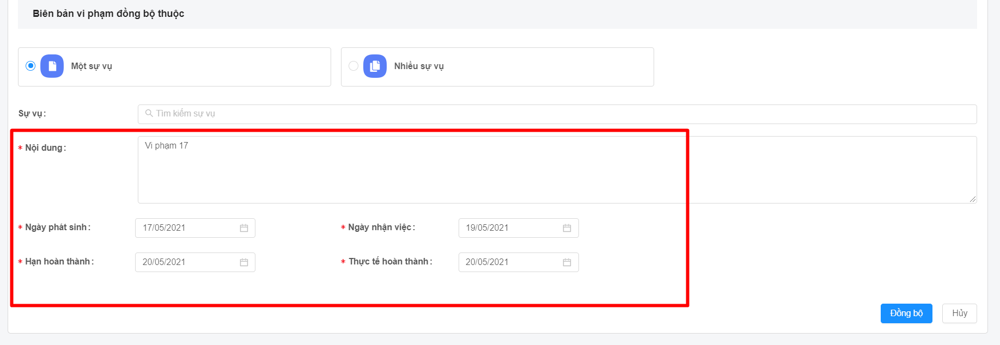 Biên bản vi phạm đồng bộ thuộc
Một sự vụ
Nhiều sự vụ
Sự vụ:
Tìm kiếm sự vụ
* Nội dung:
Vi phạm 17
* Ngày phát sinh: 17/05/2021 * Ngày nhận việc: 19/05/2021
* Hạn hoàn thành: 20/05/2021 * Thực tế hoàn thành: 20/05/2021
Đồng bộ Hủy